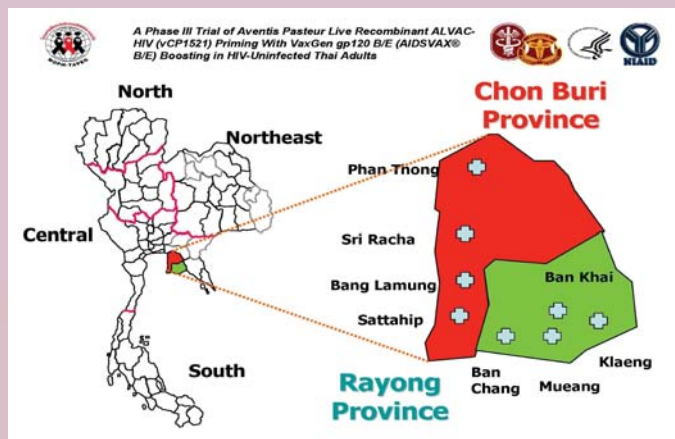 A Phase III Trial of Aventis Pasteur Live Recombinant ALVAC-
HIV (vCP1521) Priming With VaxGen gp120 B/E (AIDSVAX®
B/E) Boosting in HIV-Uninfected Thai Adults
NIAID
North
Northeast
Central
South
Chon Buri
Province
Phan Tnong
Sri Racha
Bang Lamung
Sattahip
Ban Khai
Klaeng
Ban
Chang
Mueang
Rayong
Province